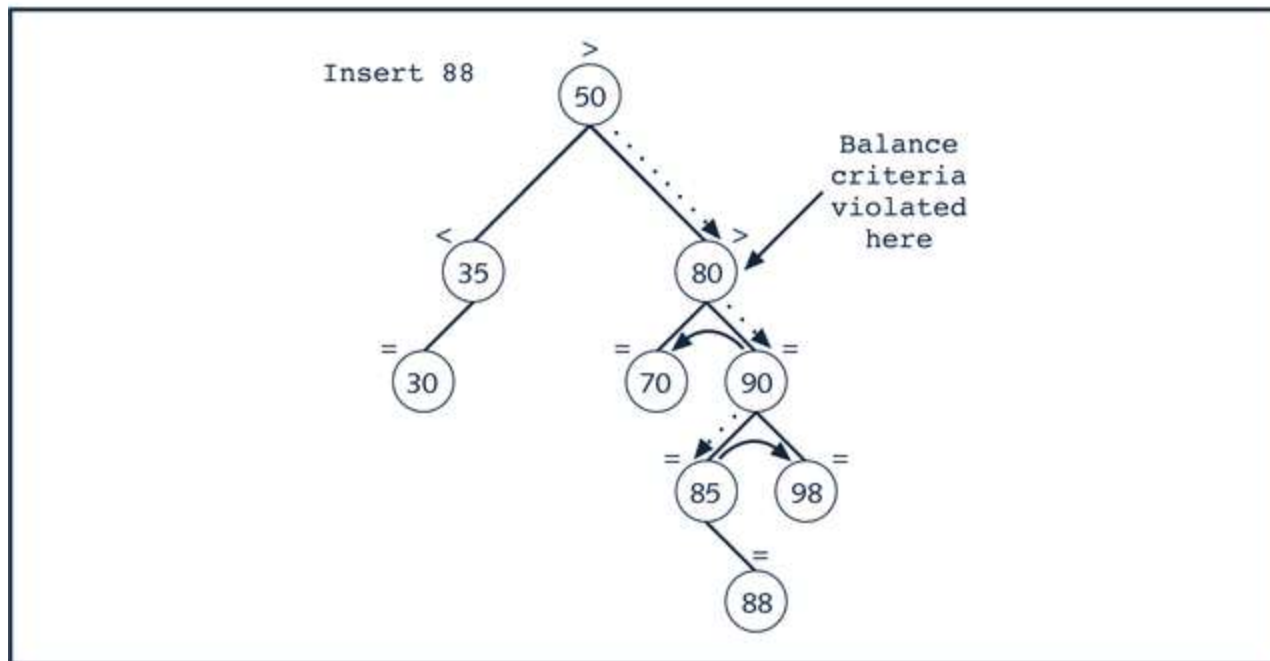 >
Insert 88
50
Balance
criteria
violated
here
< >
35 80
= = =
30 70 90
= =
85 98
=
88